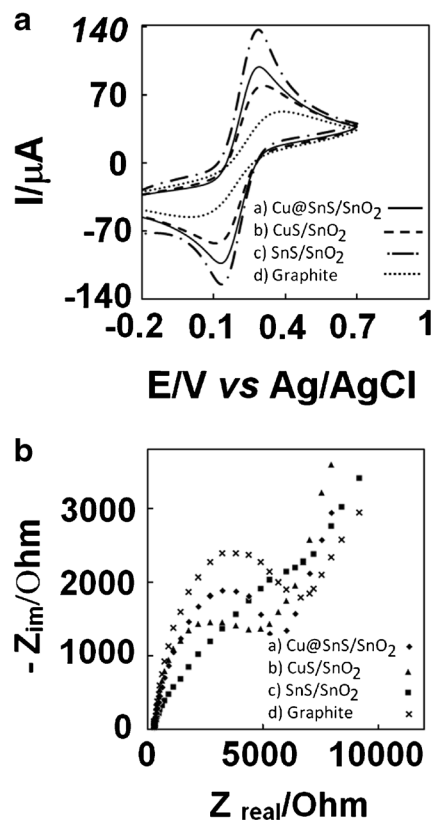 a
140
70
0
-70
-140
I/μA
a) Cu@SnS/SnO₂
b) CuS/SnO₂
c) SnS/SnO₂
d) Graphite
-0.2 0.1 0.4 0.7 1
E/V vs Ag/AgCl
b
3000
2000
1000
0
- Zim/Ohm
a) Cu@SnS/SnO₂
b) CuS/SnO₂
c) SnS/SnO₂
d) Graphite
0 5000 10000
Z real/Ohm